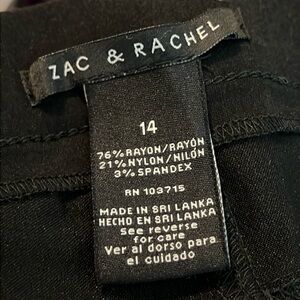 ZAC & RACHEL
14
76% RAYON/RAYÓN
21% NYLON/NILÓN
3% SPANDEX
RN 103715
MADE IN SRI LANKA
HECHO EN SRI LANKA
See reverse
for care
Ver al dorso para
el cuidado